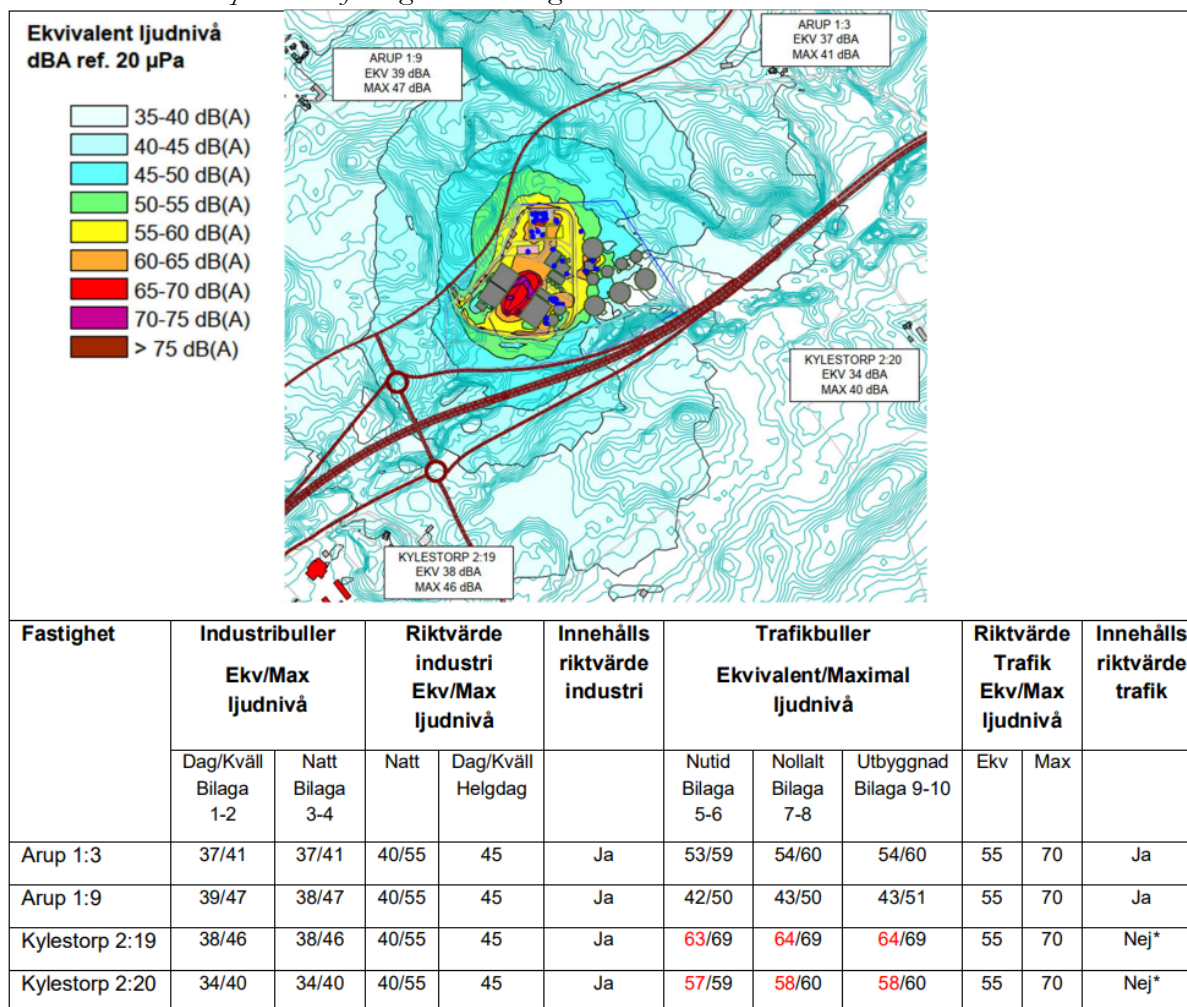 Ekvivalent ljudnivå
dBA ref. 20 µPa
35-40 dB(A)
40-45 dB(A)
45-50 dB(A)
50-55 dB(A)
55-60 dB(A)
60-65 dB(A)
65-70 dB(A)
70-75 dB(A)
> 75 dB(A)
ARUP 1:9
EKV 39 dBA
MAX 47 dBA
ARUP 1:3
EKV 37 dBA
MAX 41 dBA
KYLESTORP 2:20
EKV 34 dBA
MAX 40 dBA
KYLESTORP 2:19
EKV 38 dBA
MAX 46 dBA
Fastighet
Industribuller
Ekv/Max
ljudnivå
Riktvärde
industri
Ekv/Max
ljudnivå
Innehålls
riktvärde
industri
Trafikbuller
Ekvivalent/Maximal
ljudnivå
Riktvärde
Trafik
Ekv/Max
ljudnivå
Innehålls
riktvärde
trafik
Dag/Kväll
Bilaga
1-2
Natt
Bilaga
3-4
Natt
Dag/Kväll
Helgdag
Nutid
Bilaga
5-6
Nollalt
Bilaga
7-8
Utbyggnad
Bilaga 9-10
Ekv
Max
Arup 1:3 37/41 37/41 40/55 45 Ja 53/59 54/60 54/60 55 70 Ja
Arup 1:9 39/47 38/47 40/55 45 Ja 42/50 43/50 43/51 55 70 Ja
Kylestorp 2:19 38/46 38/46 40/55 45 Ja 63/69 64/69 64/69 55 70 Nej*
Kylestorp 2:20 34/40 34/40 40/55 45 Ja 57/59 58/60 58/60 55 70 Nej*